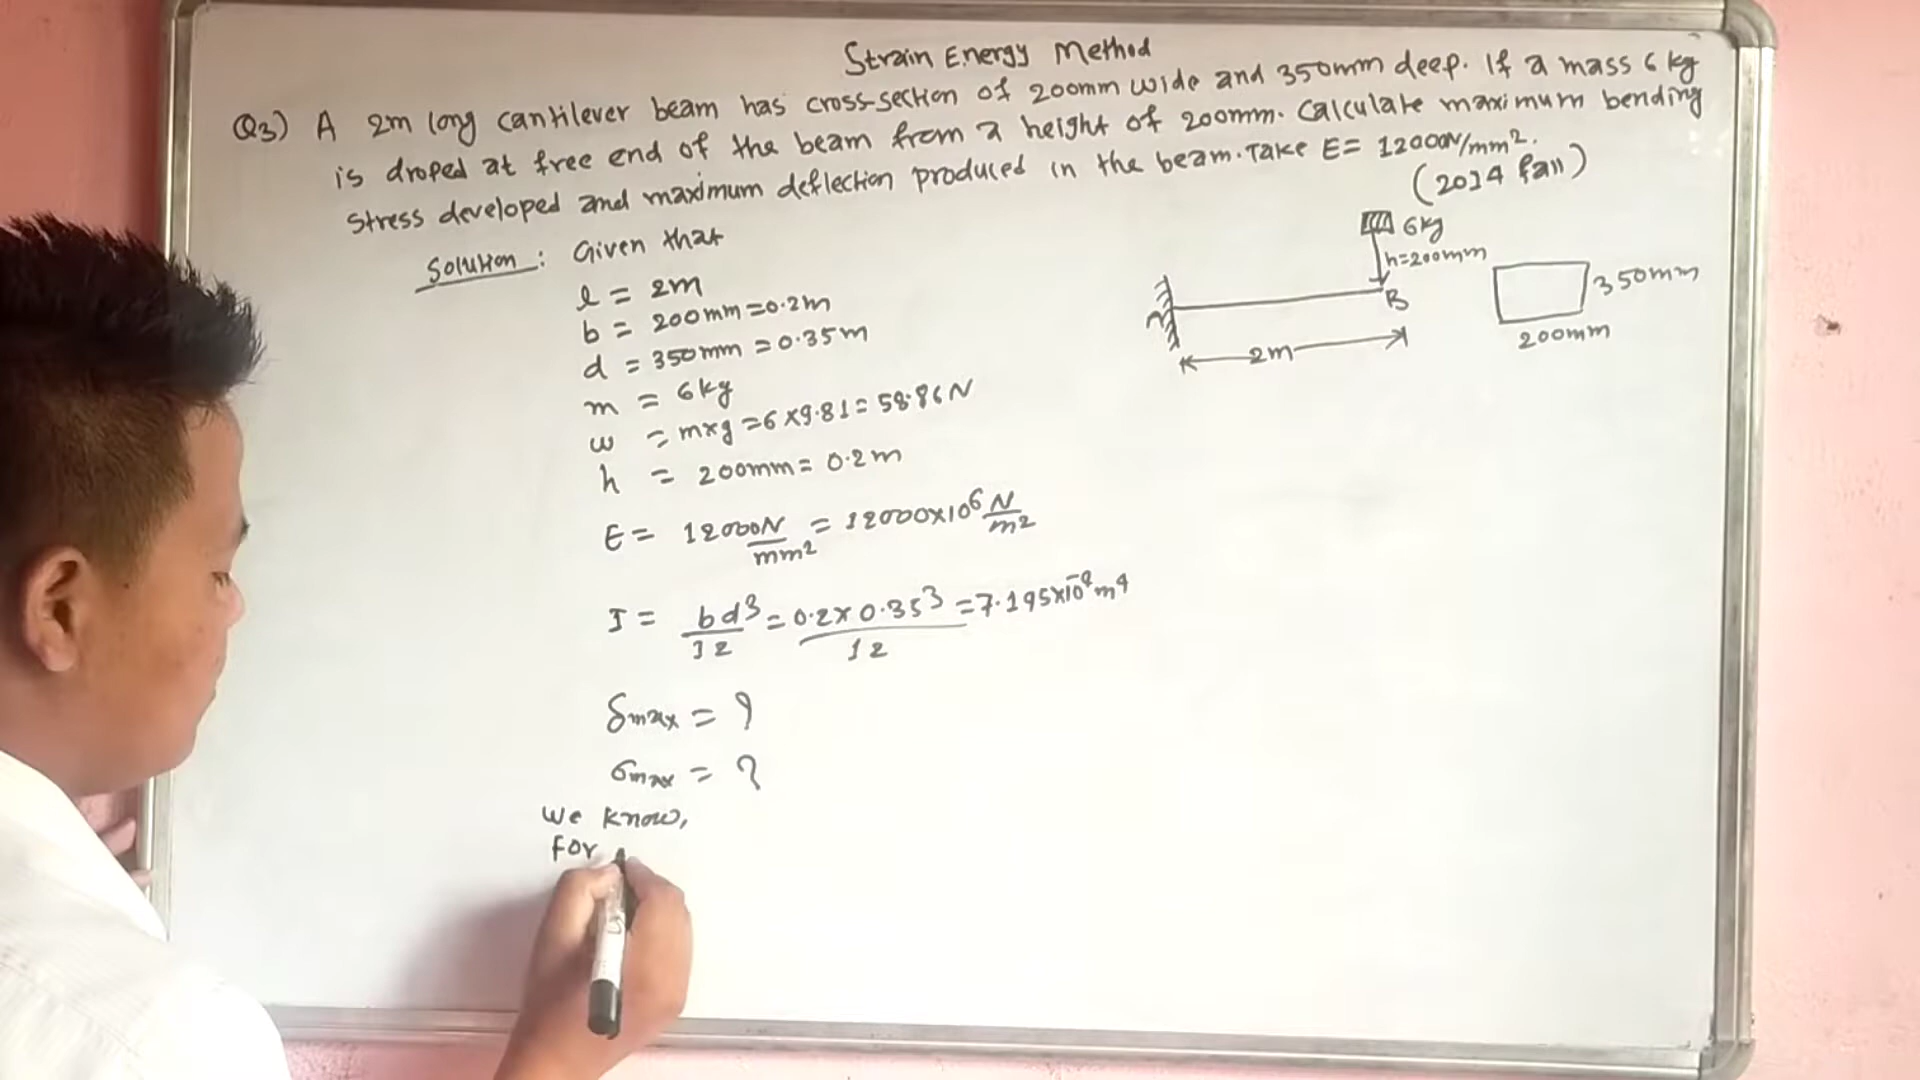 Strain Energy Method
Q3) A 2m long cantilever beam has cross-section of 200mm wide and 350mm deep. If a mass 6 kg
is droped at free end of the beam from a height of 200mm. Calculate maximum bending
stress developed and maximum deflection produced in the beam. Take E= 12000N/mm².
(2014 fall)
Solution: Given that
l = 2m
b = 200mm=0.2m
d = 350mm =0.35m
m = 6kg
w = m×g =6×9.81= 58.86N
h = 200mm= 0.2m
E= 12000N/mm² = 12000×10⁶ N/m²
I = bd³/12 = 0.2×0.35³/12 =7.145×10⁻⁴m⁴
δmax = ?
σmax = ?
We know,
For
6kg
h=200mm
B
2m
350mm
200mm